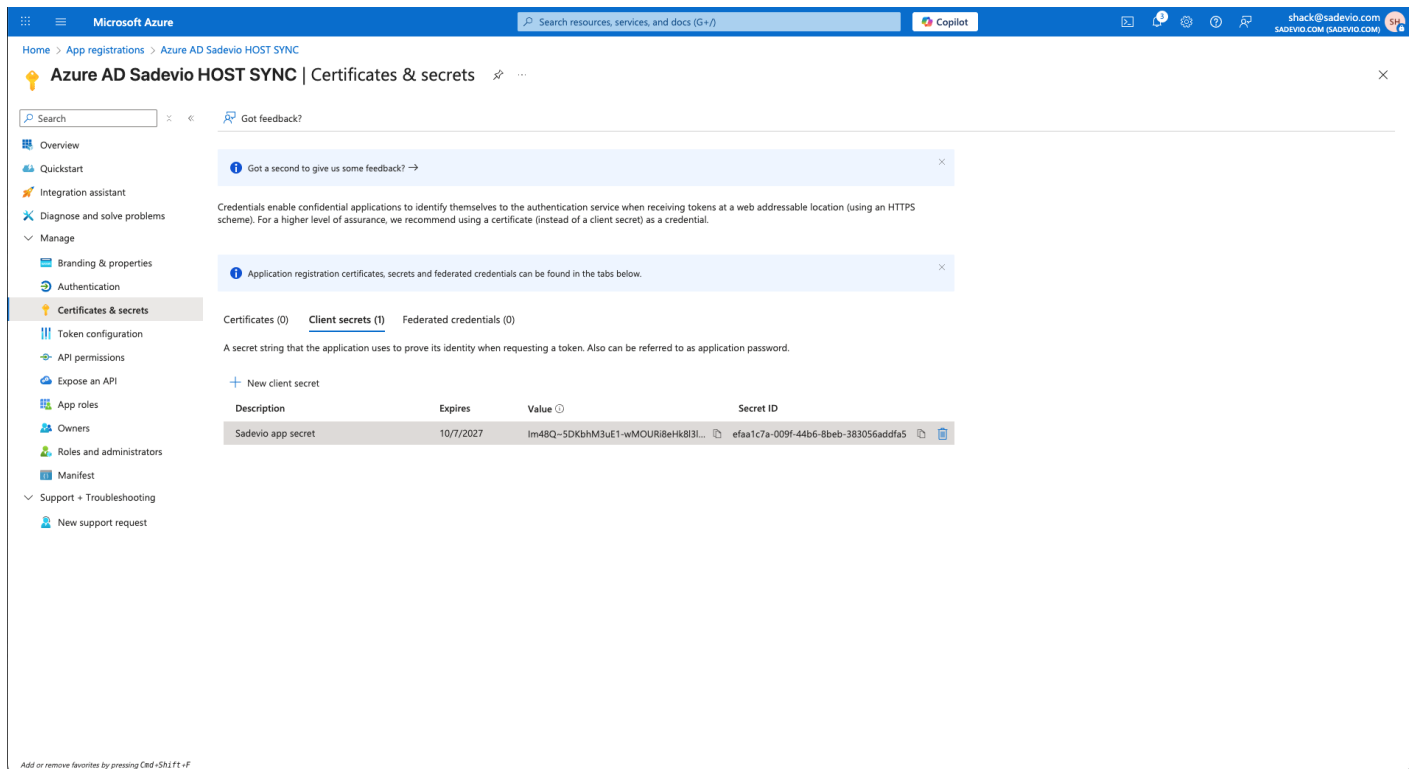 Microsoft Azure
Search resources, services, and docs (G+/)
Copilot
3
shack@sadevio.com
SADEVIO.COM (SADEVIO.COM)
SH
Home > App registrations > Azure AD Sadevio HOST SYNC
Azure AD Sadevio HOST SYNC | Certificates & secrets
Search
Got feedback?
Overview
Quickstart
Integration assistant
Diagnose and solve problems
Manage
Branding & properties
Authentication
Certificates & secrets
Token configuration
API permissions
Expose an API
App roles
Owners
Roles and administrators
Manifest
Support + Troubleshooting
New support request
Got a second to give us some feedback? →
Credentials enable confidential applications to identify themselves to the authentication service when receiving tokens at a web addressable location (using an HTTPS
scheme). For a higher level of assurance, we recommend using a certificate (instead of a client secret) as a credential.
Application registration certificates, secrets and federated credentials can be found in the tabs below.
Certificates (0) Client secrets (1) Federated credentials (0)
A secret string that the application uses to prove its identity when requesting a token. Also can be referred to as application password.
New client secret
Description Expires Value Secret ID
Sadevio app secret 10/7/2027 Im48Q~5DKbhM3uE1-wMOURi8eHk8l3l... efaa1c7a-009f-44b6-8beb-383056addfa5
Add or remove favorites by pressing Cmd+Shift+F